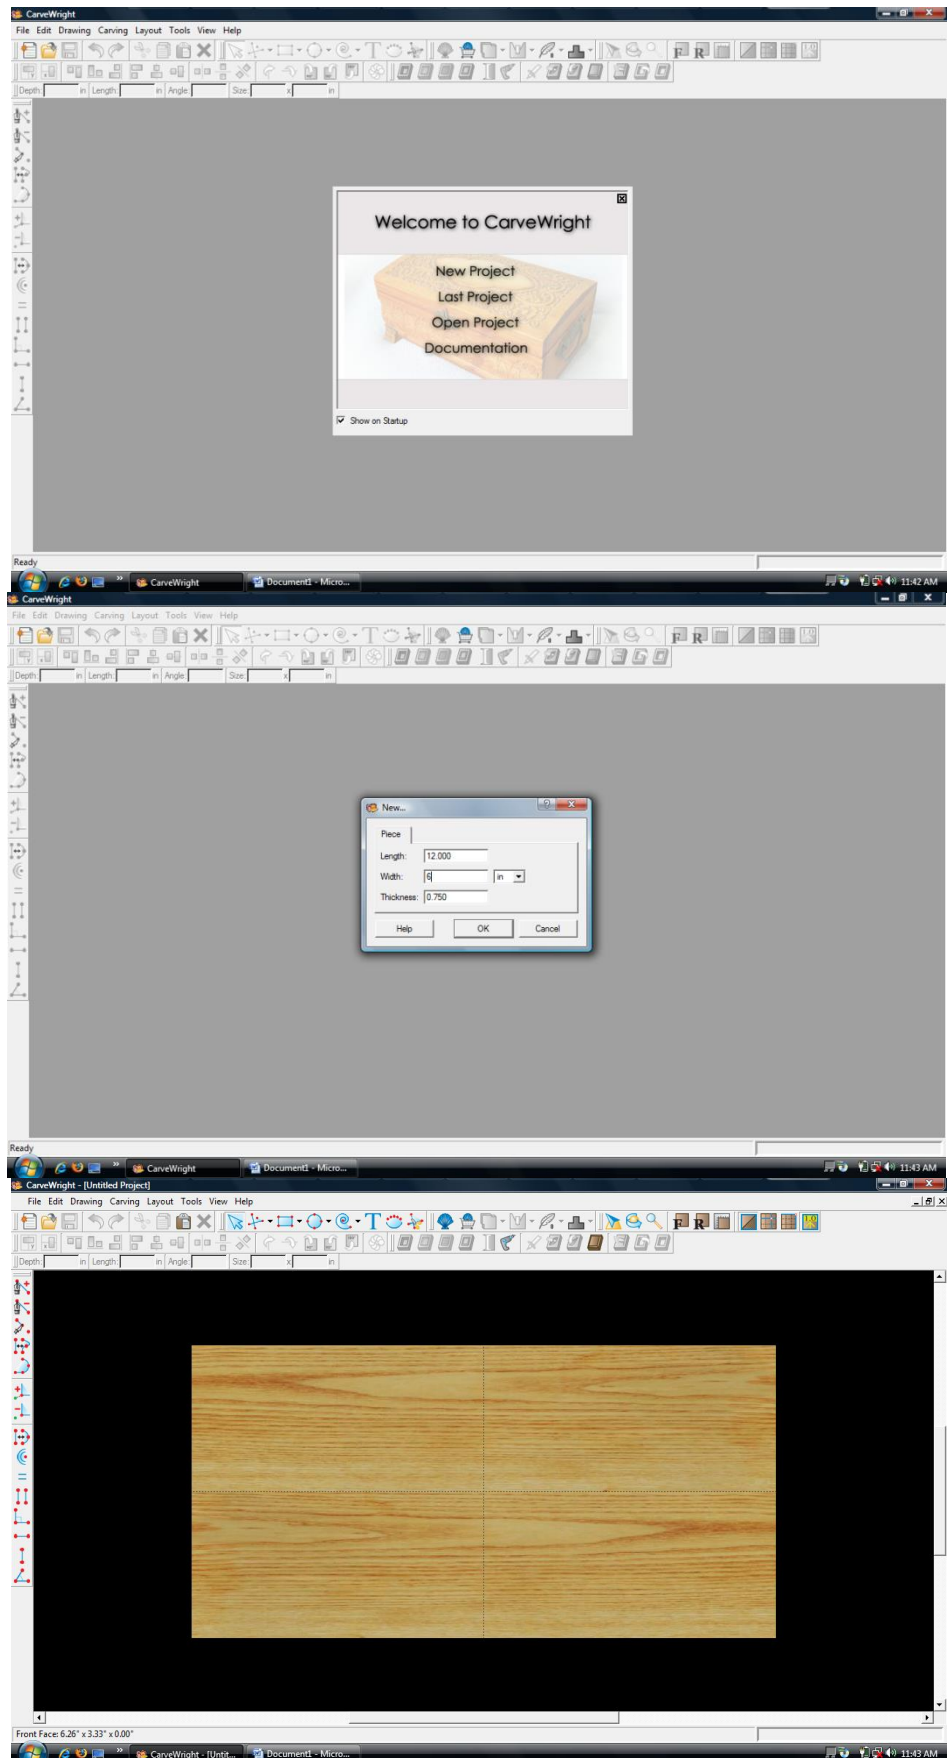 CarveWright
File Edit Drawing Carving Layout Tools View Help
Depth: in Length: in Angle: Size: x in
Welcome to CarveWright
New Project
Last Project
Open Project
Documentation
Show on Startup
Ready
CarveWright Document1 - Micro... 11:42 AM
CarveWright
File Edit Drawing Carving Layout Tools View Help
Depth: in Length: in Angle: Size: x in
New...
Piece
Length: 12.000
Width: 6 in
Thickness: 0.750
Help OK Cancel
Ready
CarveWright Document1 - Micro... 11:43 AM
CarveWright - [Untitled Project]
File Edit Drawing Carving Layout Tools View Help
Depth: in Length: in Angle: Size: x in
Front Face: 6.26" x 3.33" x 0.00"
CarveWright - [Untit... Document1 - Micro... 11:43 AM